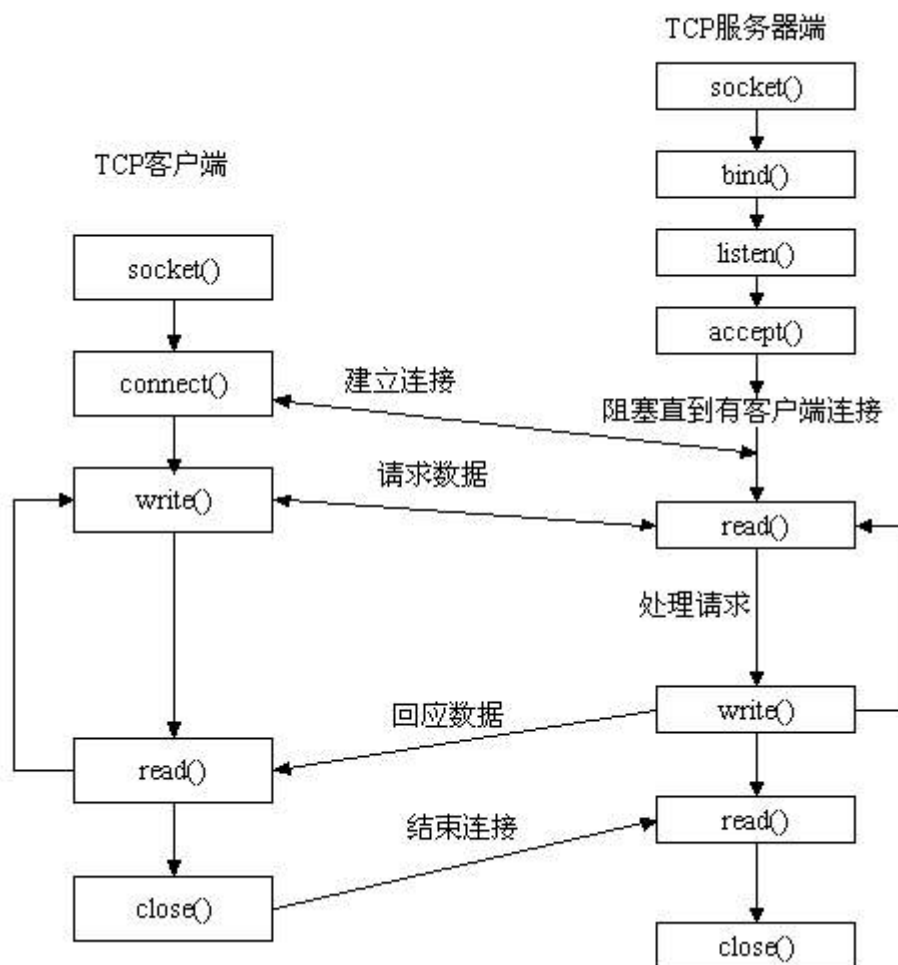 TCP服务器端
socket()
bind()
TCP客户端
listen()
socket()
accept()
connect()
建立连接
阻塞直到有客户端连接
请求数据
write()
read()
处理请求
回应数据
write()
read()
结束连接
read()
close()
close()